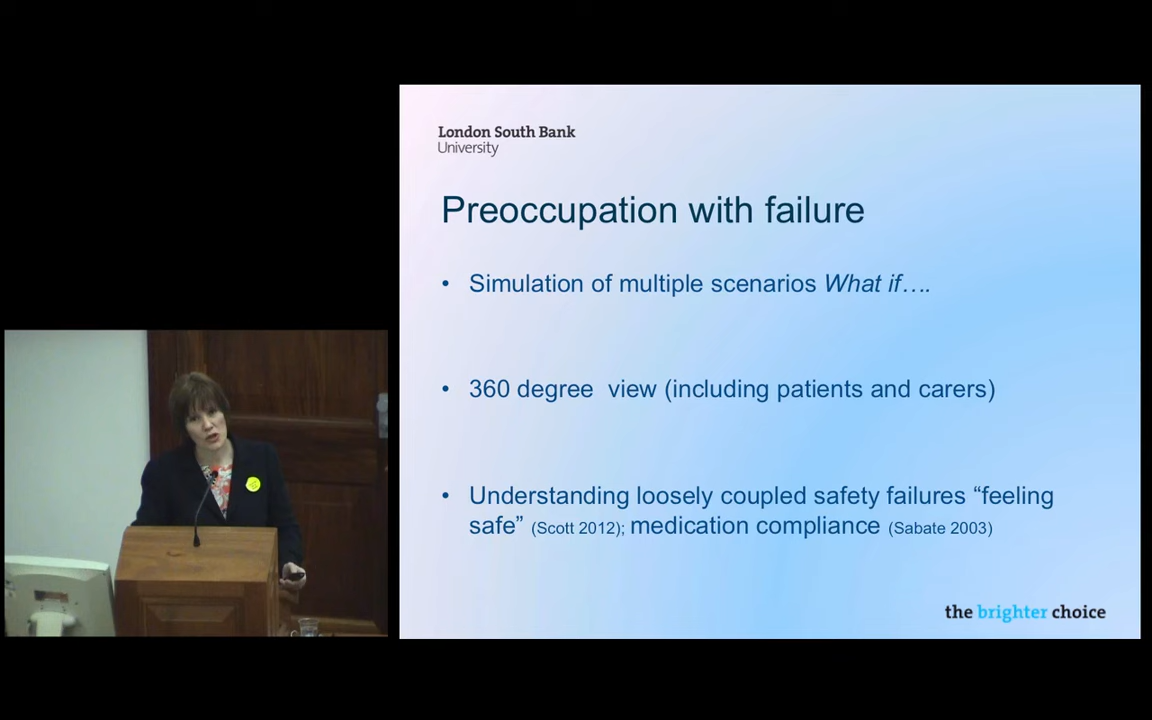 London South Bank
University
Preoccupation with failure
• Simulation of multiple scenarios What if….
• 360 degree  view (including patients and carers)
• Understanding loosely coupled safety failures “feeling
safe” (Scott 2012); medication compliance (Sabate 2003)
the brighter choice